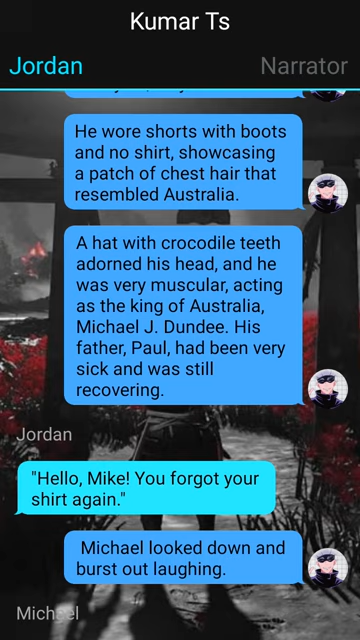 Kumar Ts
Jordan
Narrator
He wore shorts with boots
and no shirt, showcasing
a patch of chest hair that
resembled Australia.
A hat with crocodile teeth
adorned his head, and he
was very muscular, acting
as the king of Australia,
Michael J. Dundee. His
father, Paul, had been very
sick and was still
recovering.
Jordan
"Hello, Mike! You forgot your
shirt again."
Michael looked down and
burst out laughing.
Michael